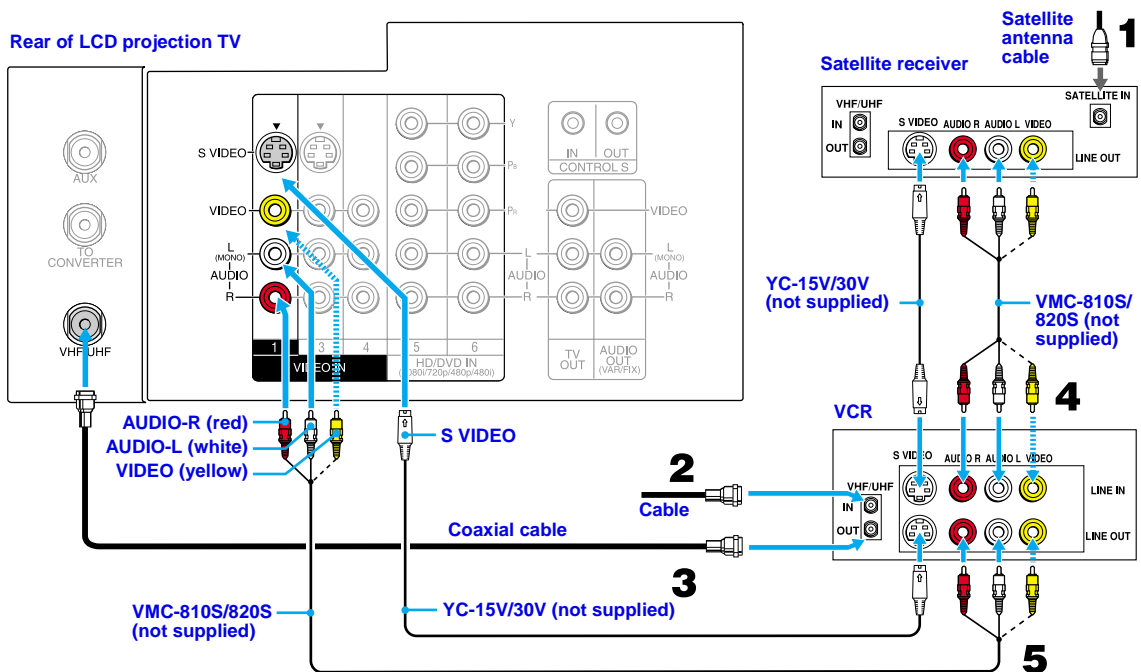 Rear of LCD projection TV
Satellite
antenna
cable
1
Satellite receiver
SATELLITE IN
VHF/UHF
IN
OUT
S VIDEO AUDIO R AUDIO L VIDEO
LINE OUT
AUX
TO
CONVERTER
VHF/UHF
S VIDEO
VIDEO
L
(MONO)
AUDIO
R
1
3
4
VIDEO IN
5
6
HD/DVD IN
(1080i/720p/480p/480i)
Y
PB
PR
L
AUDIO
R
IN
OUT
CONTROL S
VIDEO
L
AUDIO
R
TV
OUT
AUDIO
OUT
(VAR/FIX)
YC-15V/30V
(not supplied)
VMC-810S/
820S (not
supplied)
4
AUDIO-R (red)
AUDIO-L (white)
VIDEO (yellow)
S VIDEO
VCR
S VIDEO AUDIO R AUDIO L VIDEO
VHF/UHF
IN
OUT
LINE IN
LINE OUT
2
Cable
Coaxial cable
3
VMC-810S/820S
(not supplied)
YC-15V/30V (not supplied)
5